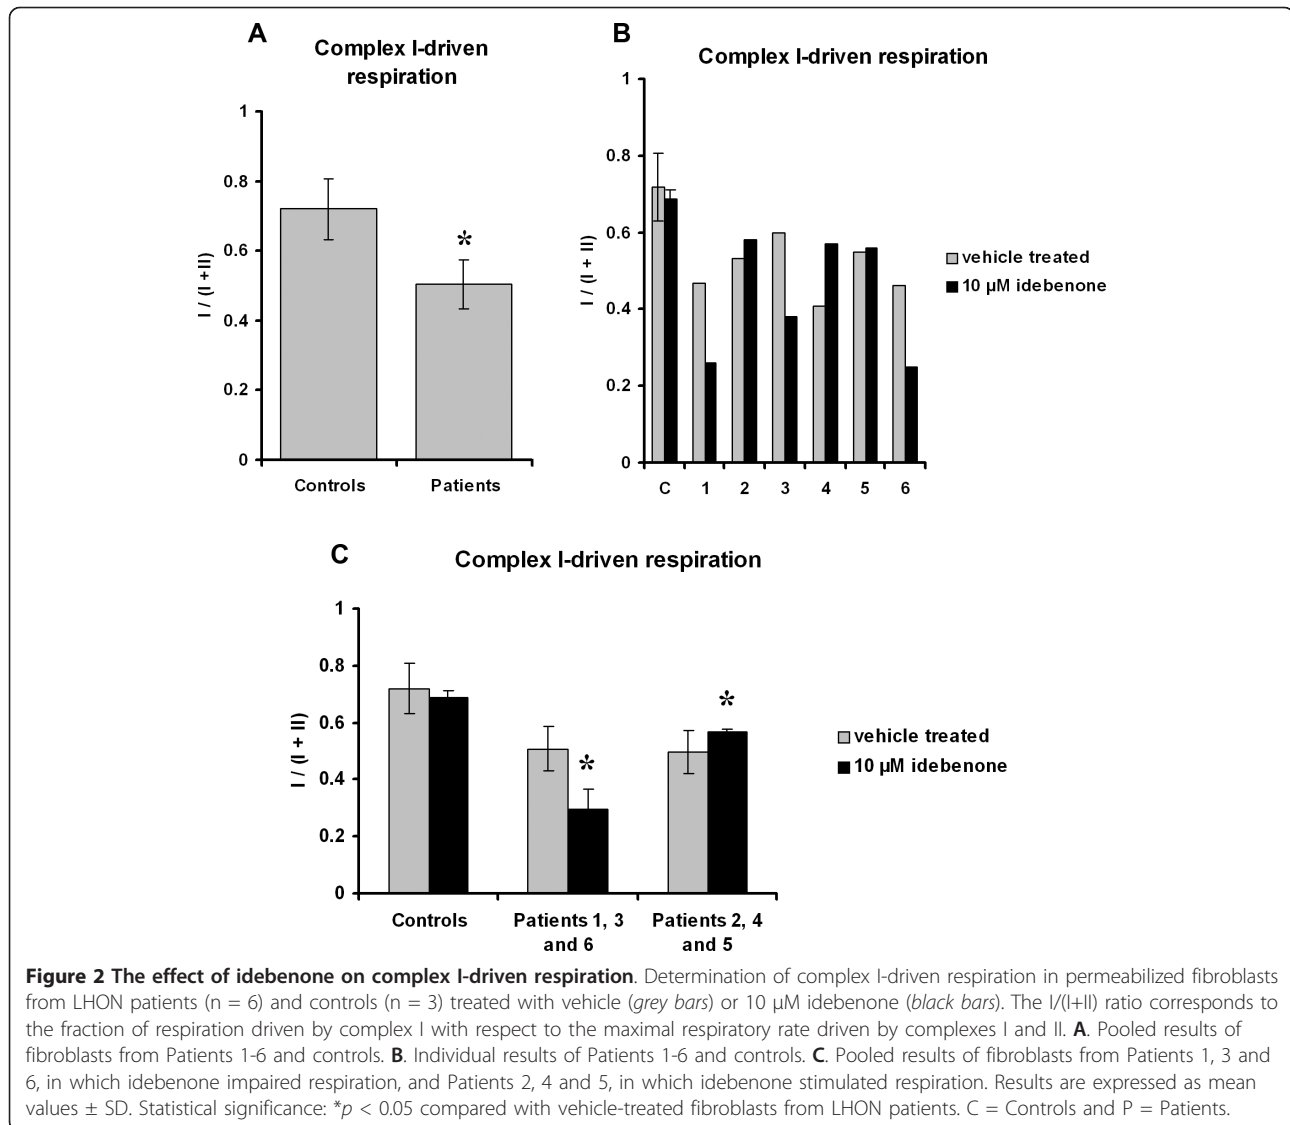 A
Complex I-driven
respiration
I / (I +II)
1
0.8
0.6
0.4
0.2
0
*
Controls
Patients
B
Complex I-driven respiration
I / (I + II)
1
0.8
0.6
0.4
0.2
0
C
1
2
3
4
5
6
vehicle treated
10 µM idebenone
C
Complex I-driven respiration
I / (I + II)
1
0.8
0.6
0.4
0.2
0
*
*
Controls
Patients 1, 3
and 6
Patients 2, 4
and 5
vehicle treated
10 µM idebenone
Figure 2 The effect of idebenone on complex I-driven respiration. Determination of complex I-driven respiration in permeabilized fibroblasts
from LHON patients (n = 6) and controls (n = 3) treated with vehicle (grey bars) or 10 µM idebenone (black bars). The I/(I+II) ratio corresponds to
the fraction of respiration driven by complex I with respect to the maximal respiratory rate driven by complexes I and II. A. Pooled results of
fibroblasts from Patients 1-6 and controls. B. Individual results of Patients 1-6 and controls. C. Pooled results of fibroblasts from Patients 1, 3 and
6, in which idebenone impaired respiration, and Patients 2, 4 and 5, in which idebenone stimulated respiration. Results are expressed as mean
values ± SD. Statistical significance: *p < 0.05 compared with vehicle-treated fibroblasts from LHON patients. C = Controls and P = Patients.